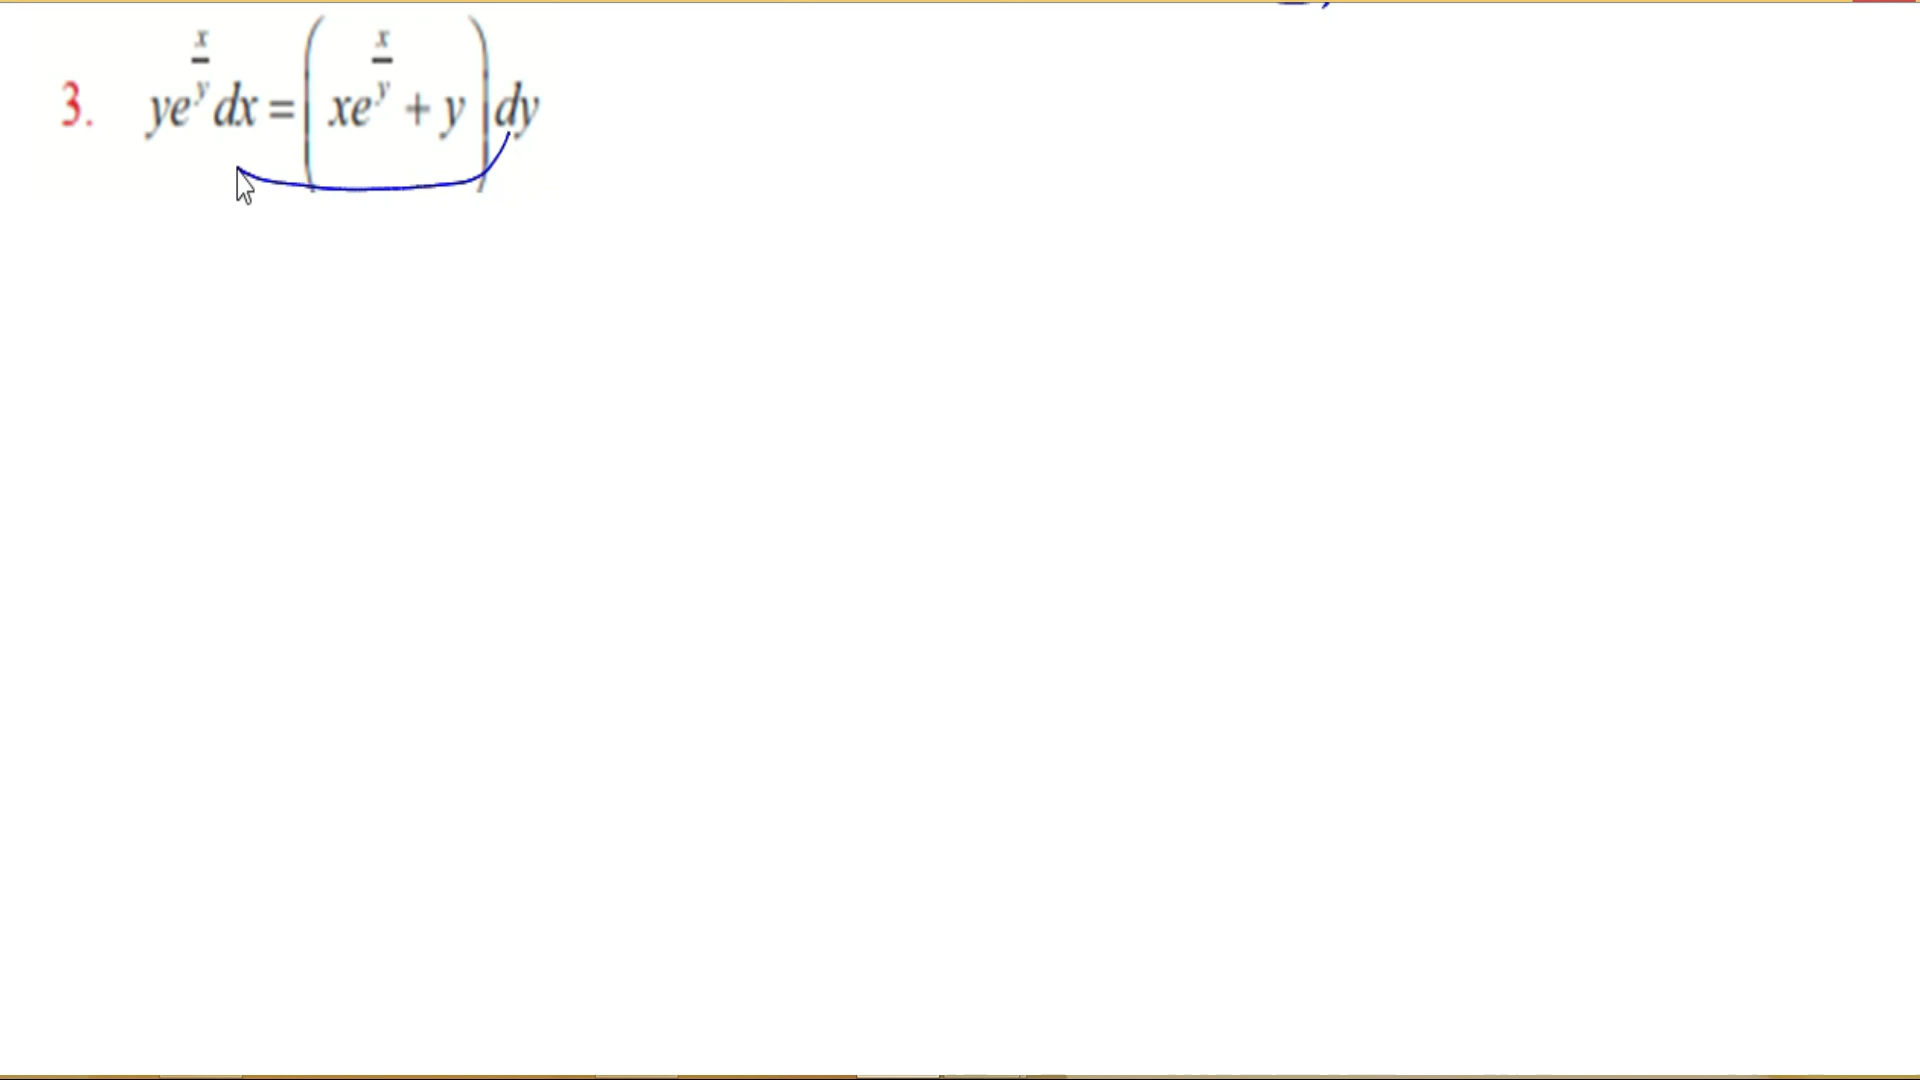 3. ye^{x/y} dx = ( xe^{x/y} + y ) dy